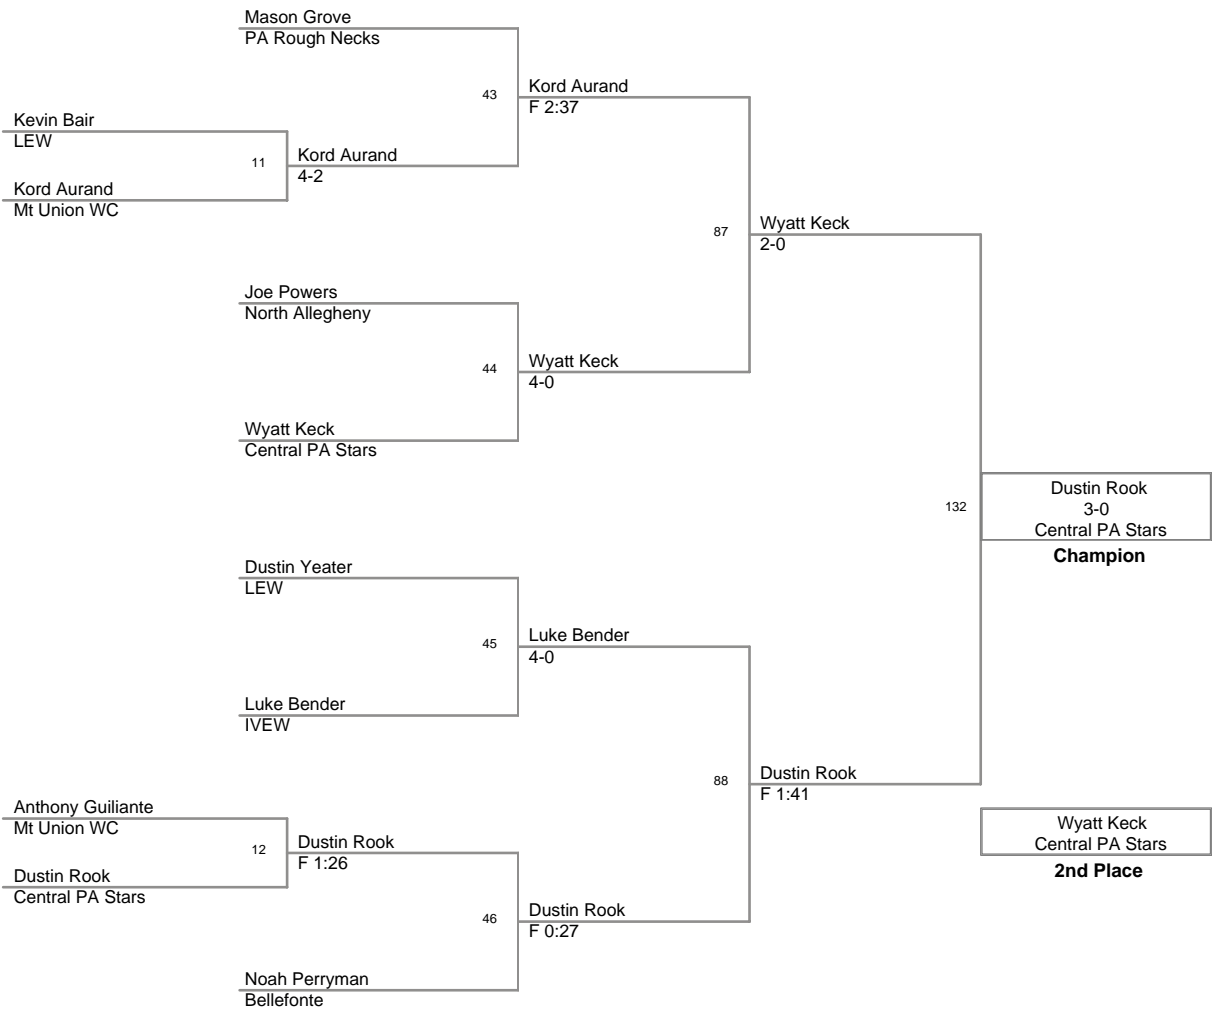 Mason Grove
PA Rough Necks
43
Kord Aurand
F 2:37
Kevin Bair
LEW
11
Kord Aurand
4-2
Kord Aurand
Mt Union WC
87
Wyatt Keck
2-0
Joe Powers
North Allegheny
44
Wyatt Keck
4-0
Wyatt Keck
Central PA Stars
132
Dustin Rook
3-0
Central PA Stars
Champion
Dustin Yeater
LEW
45
Luke Bender
4-0
Luke Bender
IVEW
88
Dustin Rook
F 1:41
Anthony Guiliante
Mt Union WC
12
Dustin Rook
F 1:26
Dustin Rook
Central PA Stars
46
Dustin Rook
F 0:27
Noah Perryman
Bellefonte
Wyatt Keck
Central PA Stars
2nd Place